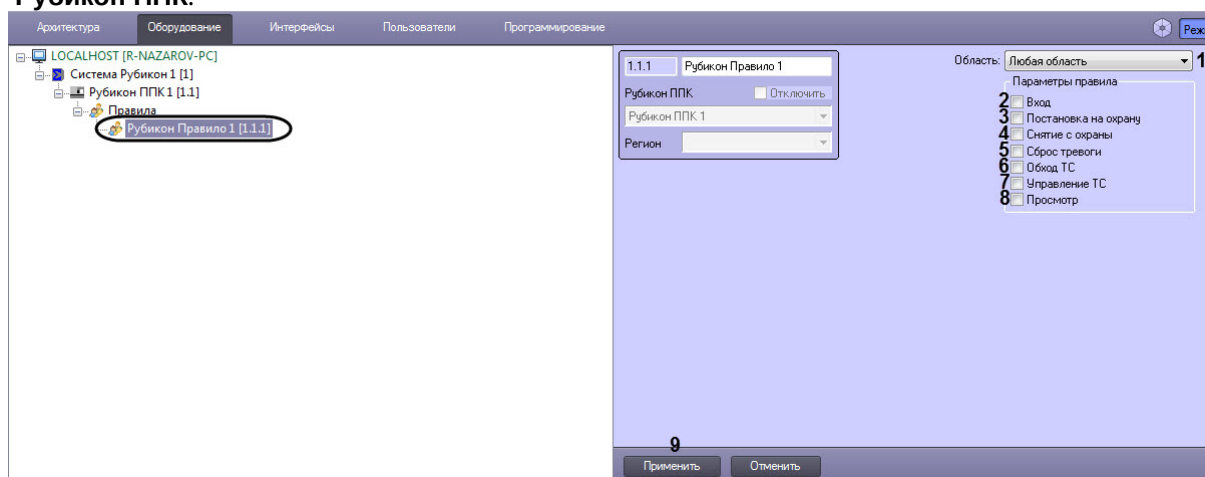 Рубикон ППК.
Архитектура Оборудование Интерфейсы Пользователи Программирование Реж
LOCALHOST [R-NAZAROV-PC]
Система Рубикон 1 [1]
Рубикон ППК 1 [1.1]
Правила
Рубикон Правило 1 [1.1.1]
1.1.1 Рубикон Правило 1
Рубикон ППК Отключить
Рубикон ППК 1
Регион
Область: Любая область 1
Параметры правила
2 Вход
3 Постановка на охрану
4 Снятие с охраны
5 Сброс тревоги
6 Обход ТС
7 Управление ТС
8 Просмотр
9
Применить Отменить